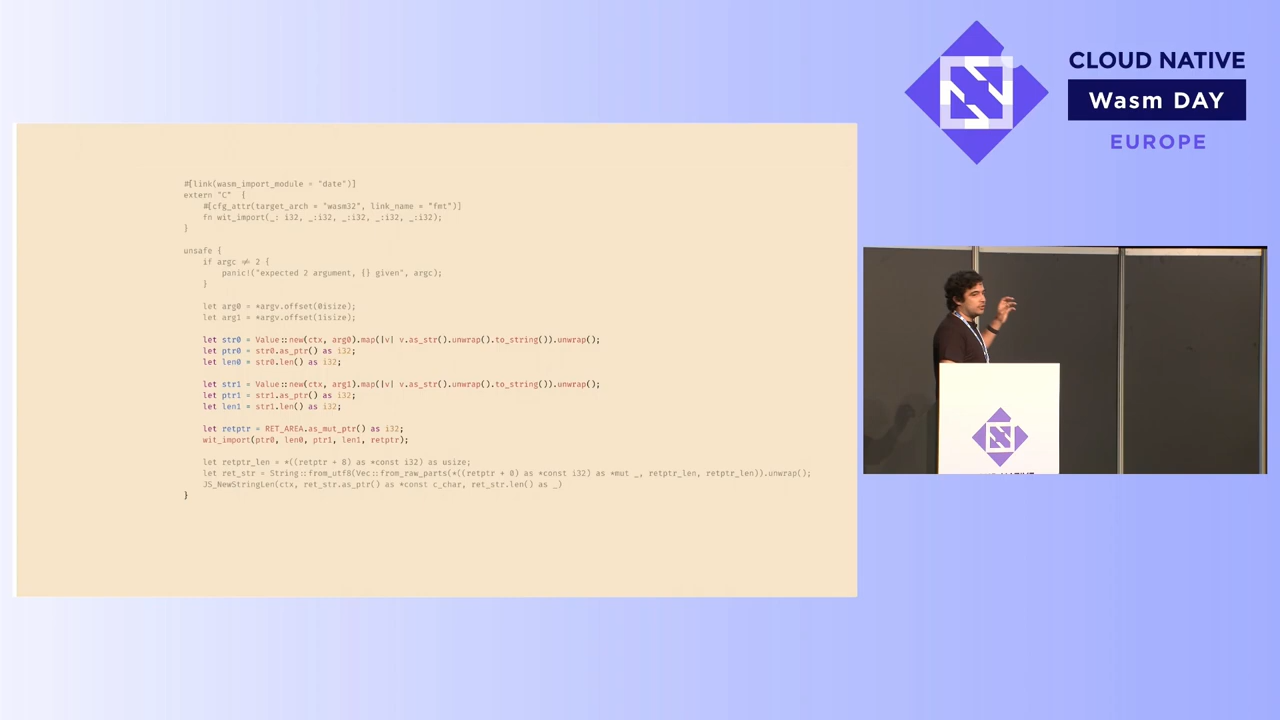 CLOUD NATIVE
Wasm DAY
EUROPE
#[link(wasm_import_module = "date")]
extern "C" {
#[cfg_attr(target_arch = "wasm32", link_name = "fmt")]
fn wit_import(_: i32, _:i32, _:i32, _:i32, _:i32);
}
unsafe {
if argc ≠ 2 {
panic!("expected 2 argument, {} given", argc);
}
let arg0 = *argv.offset(0isize);
let arg1 = *argv.offset(1isize);
let str0 = Value::new(ctx, arg0).map(|v| v.as_str().unwrap().to_string()).unwrap();
let ptr0 = str0.as_ptr() as i32;
let len0 = str0.len() as i32;
let str1 = Value::new(ctx, arg1).map(|v| v.as_str().unwrap().to_string()).unwrap();
let ptr1 = str1.as_ptr() as i32;
let len1 = str1.len() as i32;
let retptr = RET_AREA.as_mut_ptr() as i32;
wit_import(ptr0, len0, ptr1, len1, retptr);
let retptr_len = *((retptr + 8) as *const i32) as usize;
let ret_str = String::from_utf8(Vec::from_raw_parts(*((retptr + 0) as *const i32) as *mut _, retptr_len, retptr_len)).unwrap();
JS_NewStringLen(ctx, ret_str.as_ptr() as *const c_char, ret_str.len() as _)
}